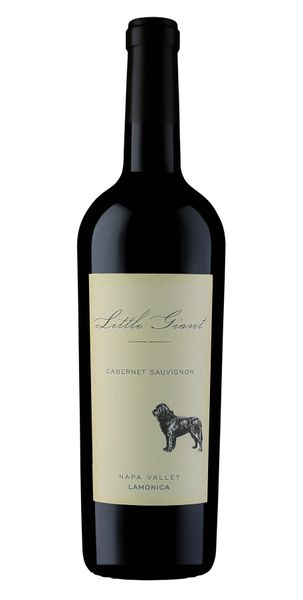 Little Giant
CABERNET SAUVIGNON
NAPA VALLEY
LAMONICA